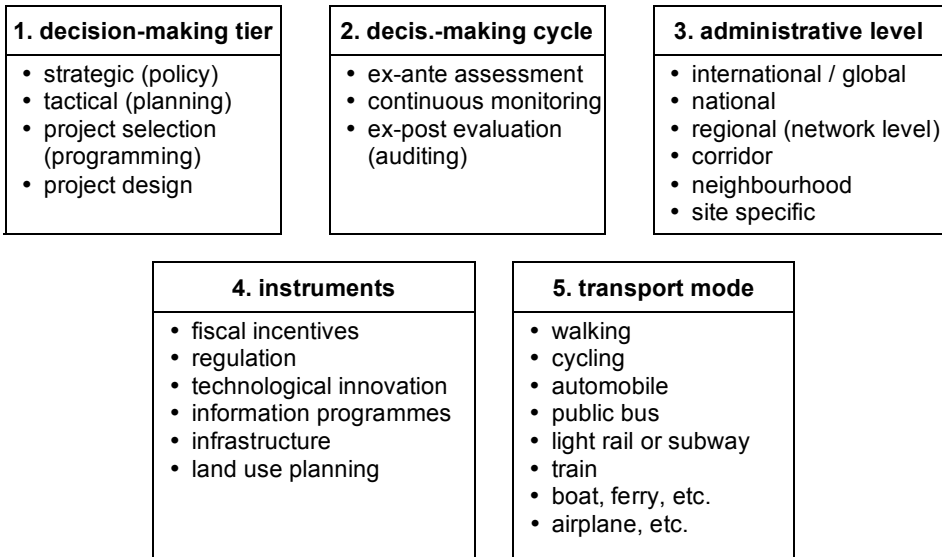 1. decision-making tier
• strategic (policy)
• tactical (planning)
• project selection
(programming)
• project design
2. decis.-making cycle
• ex-ante assessment
• continuous monitoring
• ex-post evaluation
(auditing)
3. administrative level
• international / global
• national
• regional (network level)
• corridor
• neighbourhood
• site specific
4. instruments
• fiscal incentives
• regulation
• technological innovation
• information programmes
• infrastructure
• land use planning
5. transport mode
• walking
• cycling
• automobile
• public bus
• light rail or subway
• train
• boat, ferry, etc.
• airplane, etc.